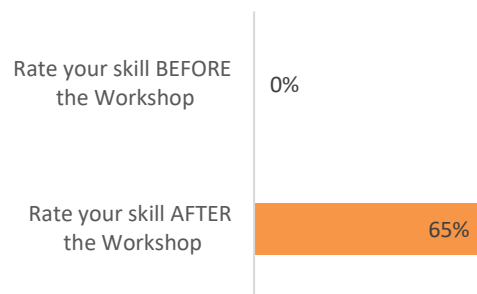 Rate your skill BEFORE
the Workshop
0%
Rate your skill AFTER
the Workshop
65%